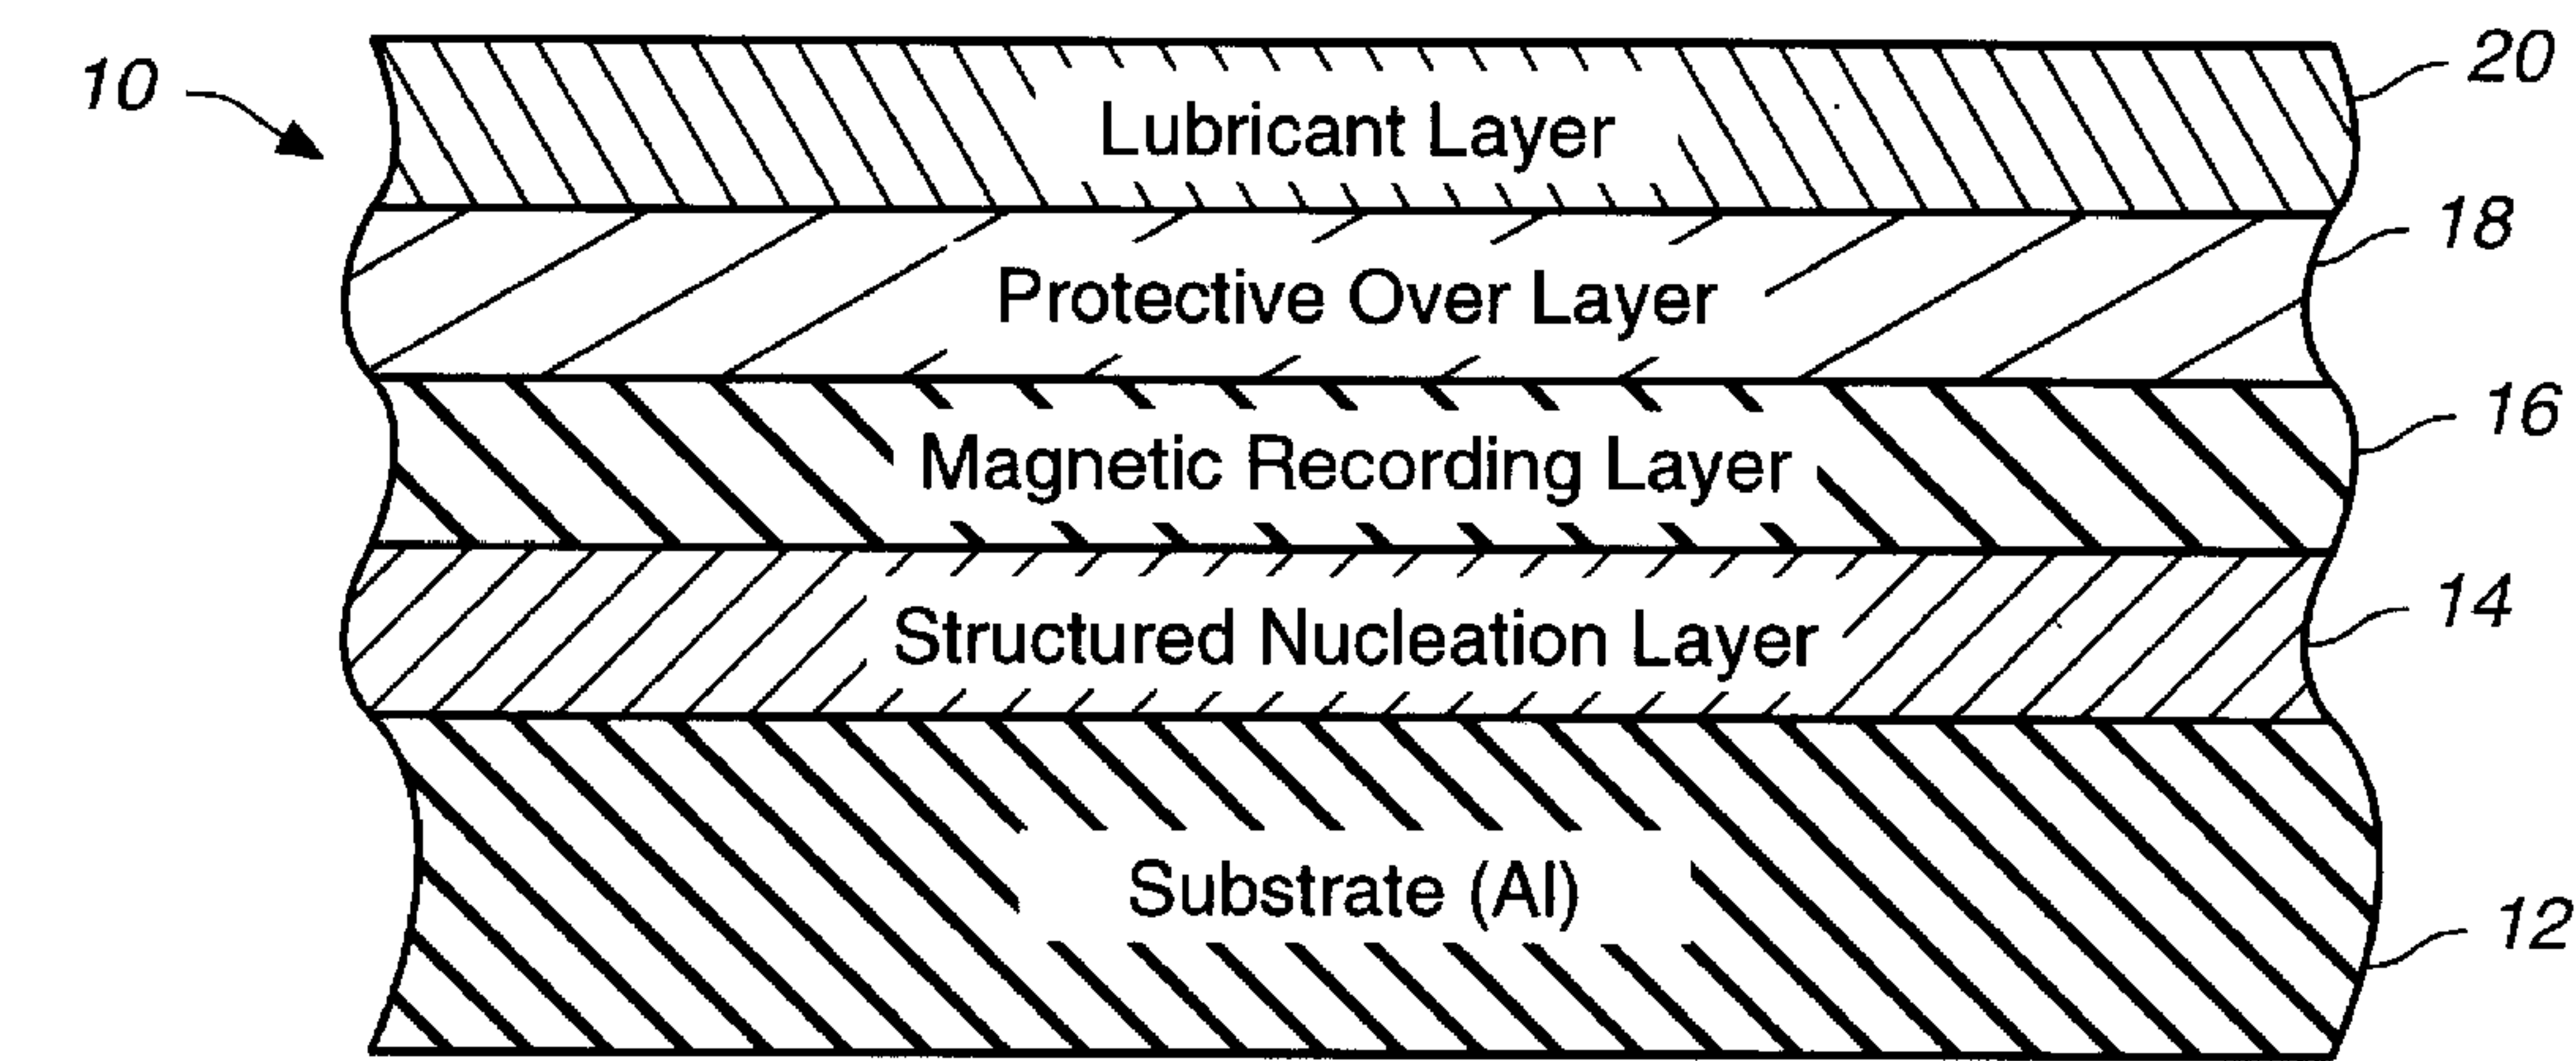 10
20
Lubricant Layer
18
Protective Over Layer
16
Magnetic Recording Layer
14
Structured Nucleation Layer
Substrate (Al)
12